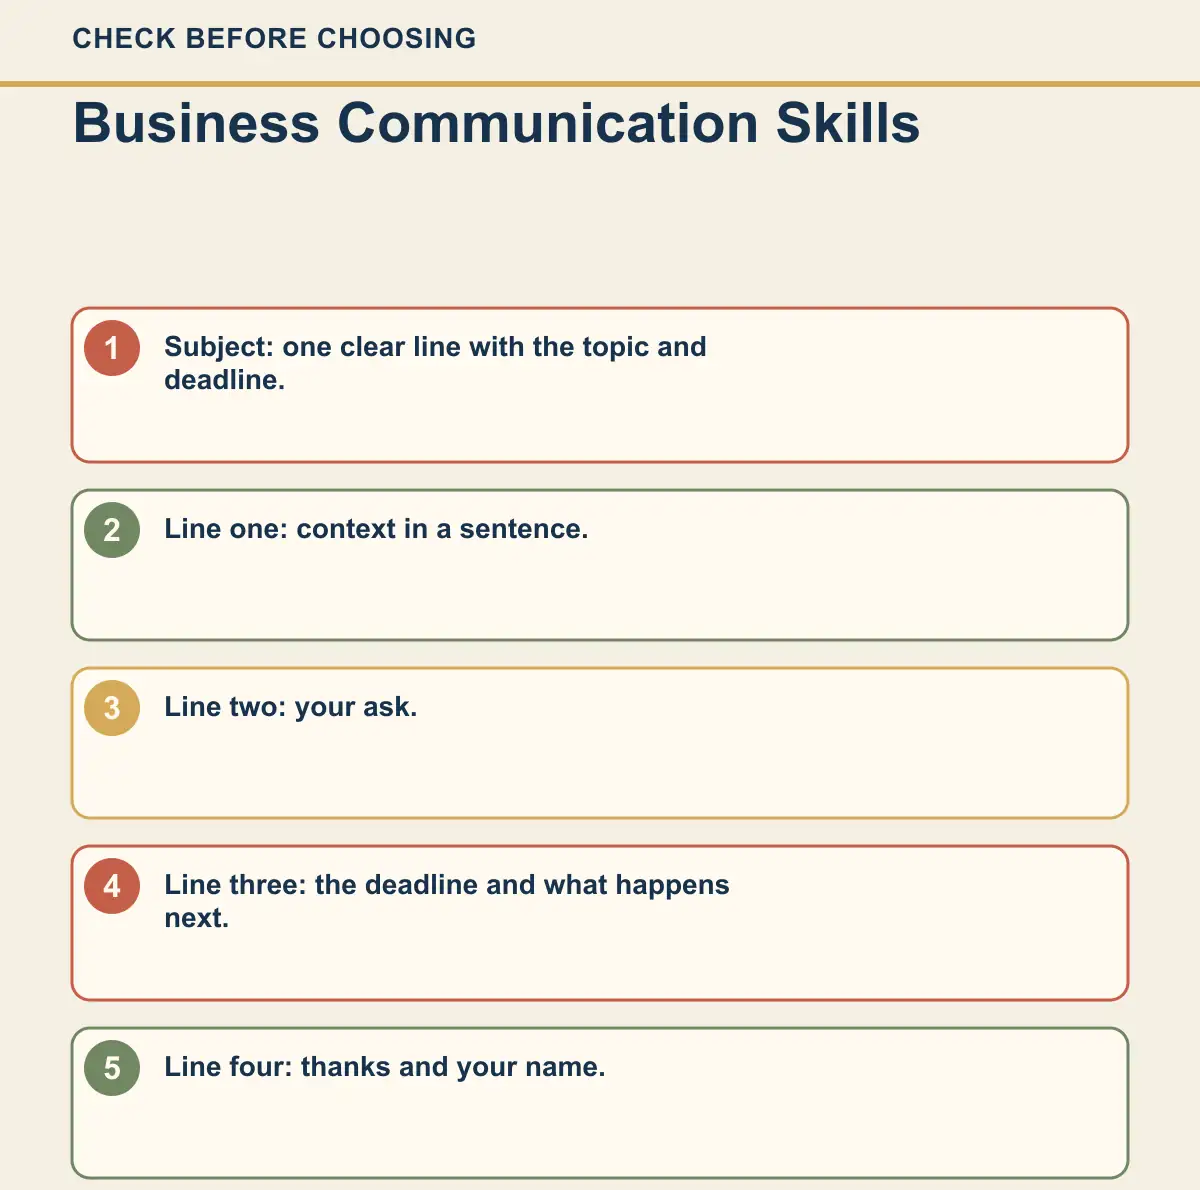 CHECK BEFORE CHOOSING
Business Communication Skills
1
Subject: one clear line with the topic and
deadline.
2
Line one: context in a sentence.
3
Line two: your ask.
4
Line three: the deadline and what happens
next.
5
Line four: thanks and your name.